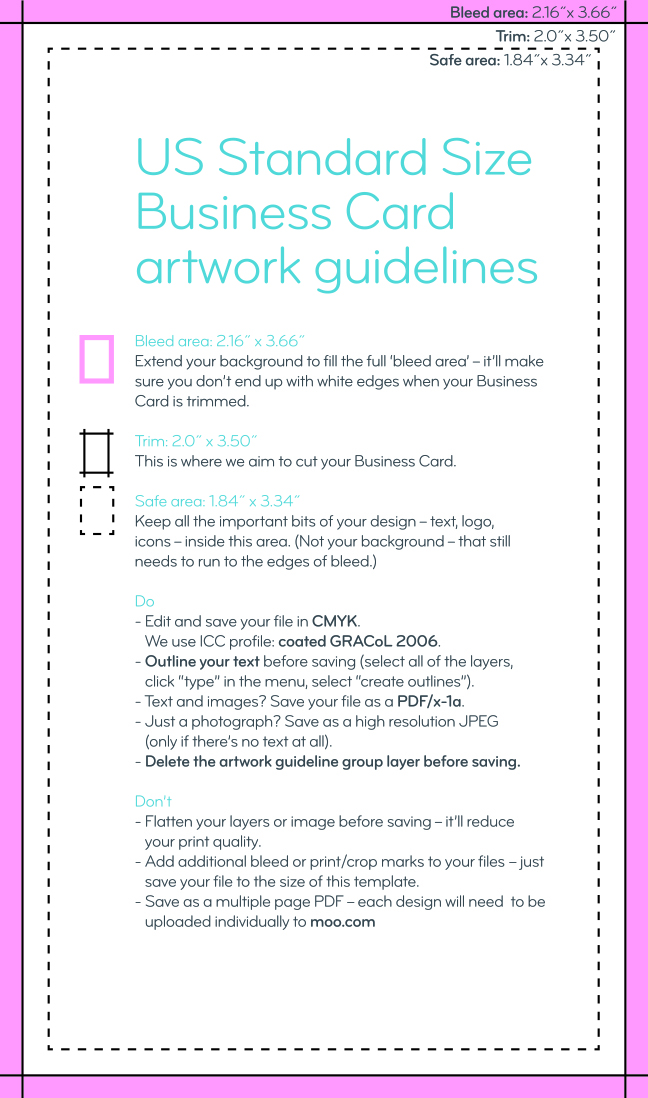 Bleed area: 2.16˝x 3.66˝
Trim: 2.0˝x 3.50˝
Safe area: 1.84˝x 3.34˝
US Standard Size
Business Card
artwork guidelines
Bleed area: 2.16˝ x 3.66˝
Extend your background to fill the full ‘bleed area’ – it’ll make
sure you don’t end up with white edges when your Business
Card is trimmed.
Trim: 2.0˝ x 3.50˝
This is where we aim to cut your Business Card.
Safe area: 1.84˝ x 3.34˝
Keep all the important bits of your design – text, logo,
icons – inside this area. (Not your background – that still
needs to run to the edges of bleed.)
Do
- Edit and save your file in CMYK.
We use ICC profile: coated GRACoL 2006.
- Outline your text before saving (select all of the layers,
click “type” in the menu, select “create outlines”).
- Text and images? Save your file as a PDF/x-1a.
- Just a photograph? Save as a high resolution JPEG
(only if there’s no text at all).
- Delete the artwork guideline group layer before saving.
Don’t
- Flatten your layers or image before saving – it’ll reduce
your print quality.
- Add additional bleed or print/crop marks to your files – just
save your file to the size of this template.
- Save as a multiple page PDF – each design will need  to be
uploaded individually to moo.com